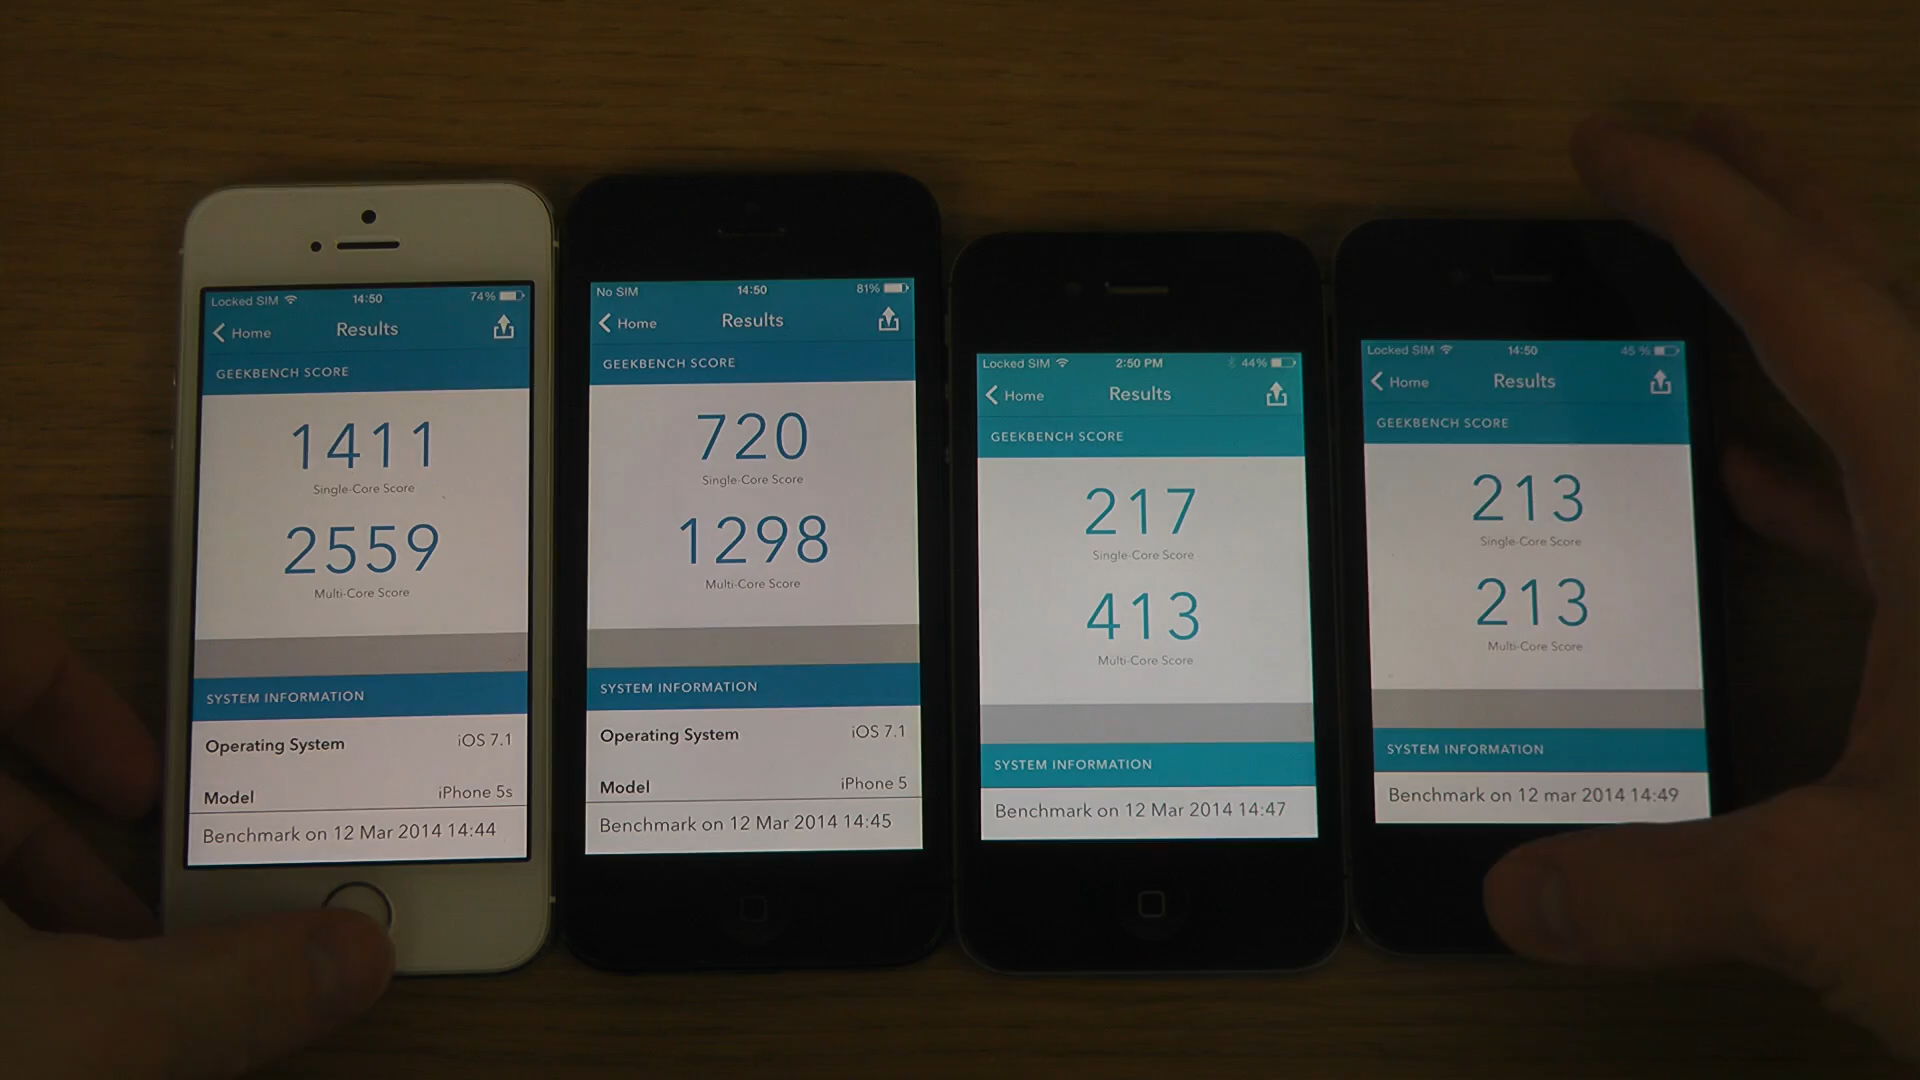 Locked SIM 14:50 74%
Home Results
GEEKBENCH SCORE
1411
Single-Core Score
2559
Multi-Core Score
SYSTEM INFORMATION
Operating System iOS 7.1
Model iPhone 5s
Benchmark on 12 Mar 2014 14:44
No SIM 14:50 81%
Home Results
GEEKBENCH SCORE
720
Single-Core Score
1298
Multi-Core Score
SYSTEM INFORMATION
Operating System iOS 7.1
Model iPhone 5
Benchmark on 12 Mar 2014 14:45
Locked SIM 2:50 PM 44%
Home Results
GEEKBENCH SCORE
217
Single-Core Score
413
Multi-Core Score
SYSTEM INFORMATION
Benchmark on 12 Mar 2014 14:47
Locked SIM 14:50 45 %
Home Results
GEEKBENCH SCORE
213
Single-Core Score
213
Multi-Core Score
SYSTEM INFORMATION
Benchmark on 12 mar 2014 14:49